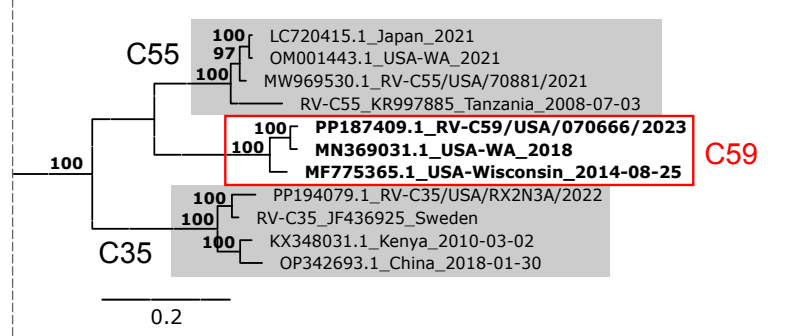 C55
100
LC720415.1_Japan_2021
97
OM001443.1_USA-WA_2021
100
MW969530.1_RV-C55/USA/70881/2021
RV-C55_KR997885_Tanzania_2008-07-03
100
PP187409.1_RV-C59/USA/070666/2023
100
MN369031.1_USA-WA_2018
C59
100
MF775365.1_USA-Wisconsin_2014-08-25
100
PP194079.1_RV-C35/USA/RX2N3A/2022
100
RV-C35_JF436925_Sweden
C35
100
KX348031.1_Kenya_2010-03-02
OP342693.1_China_2018-01-30
0.2